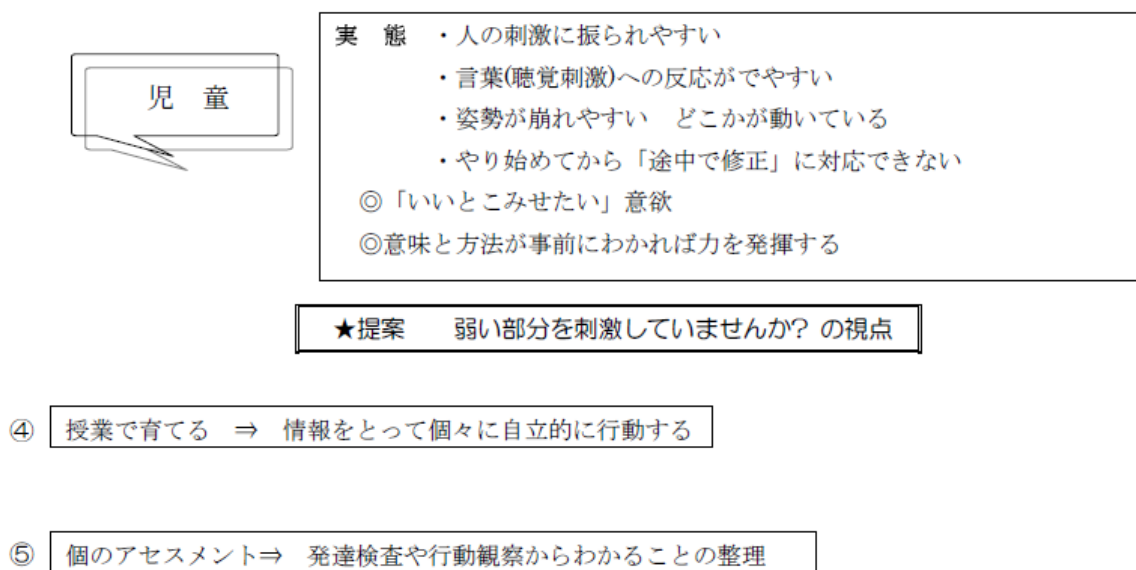 児 童
実 態 ・人の刺激に振られやすい
・言葉(聴覚刺激)への反応がでやすい
・姿勢が崩れやすい どこかが動いている
・やり始めてから「途中で修正」に対応できない
◎「いいとこみせたい」意欲
◎意味と方法が事前にわかれば力を発揮する
★提案 弱い部分を刺激していませんか? の視点
④ 授業で育てる ⇒ 情報をとって個々に自立的に行動する
⑤ 個のアセスメント⇒ 発達検査や行動観察からわかることの整理